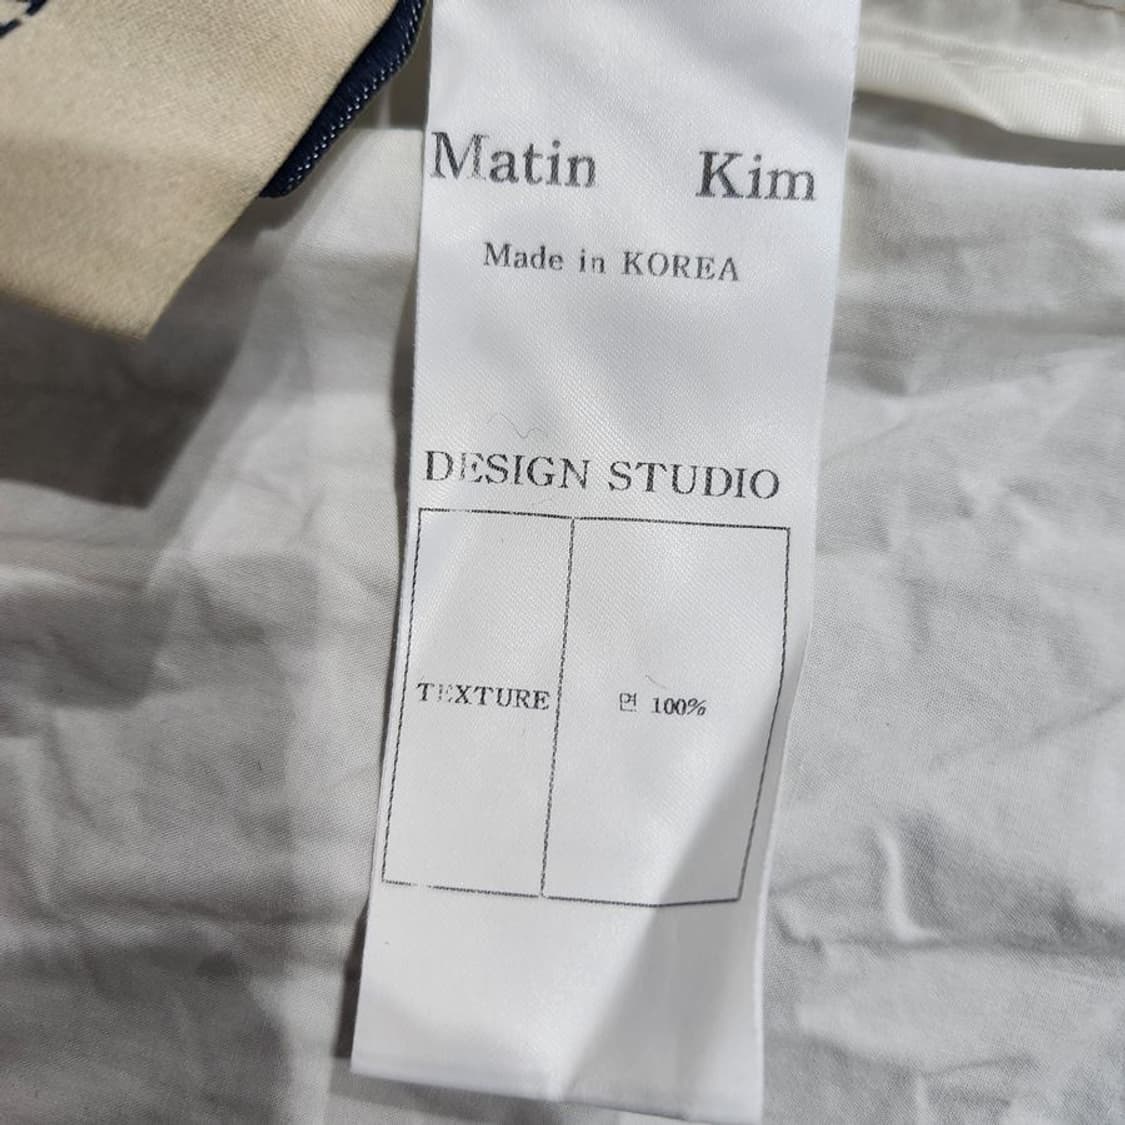 Matin Kim
Made in KOREA
DESIGN STUDIO
TEXTURE 면 100%